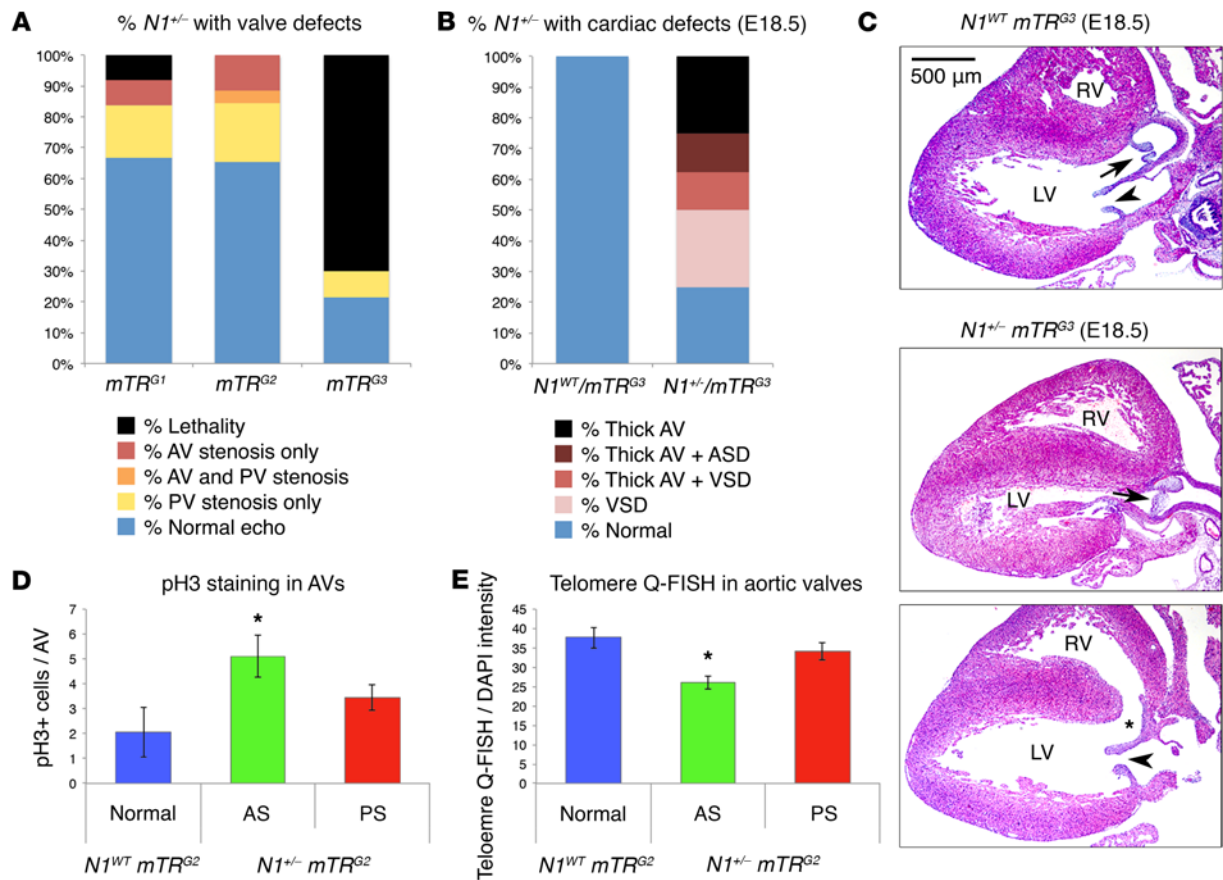 A
% N1+/– with valve defects
100%
90%
80%
70%
60%
50%
40%
30%
20%
10%
0%
mTRG1 mTRG2 mTRG3
% Lethality
% AV stenosis only
% AV and PV stenosis
% PV stenosis only
% Normal echo
B
% N1+/– with cardiac defects (E18.5)
100%
90%
80%
70%
60%
50%
40%
30%
20%
10%
0%
N1WT/mTRG3 N1+/–/mTRG3
% Thick AV
% Thick AV + ASD
% Thick AV + VSD
% VSD
% Normal
C
N1WT mTRG3 (E18.5)
500 µm
RV
LV
N1+/– mTRG3 (E18.5)
RV
LV
RV
*
LV
D
pH3 staining in AVs
pH3+ cells / AV
7
6
5
4
3
2
1
0
*
Normal AS PS
N1WT mTRG2 N1+/– mTRG2
E
Telomere Q-FISH in aortic valves
Teloemre Q-FISH / DAPI intensity
45
40
35
30
25
20
15
10
5
0
*
Normal AS PS
N1WT mTRG2 N1+/– mTRG2